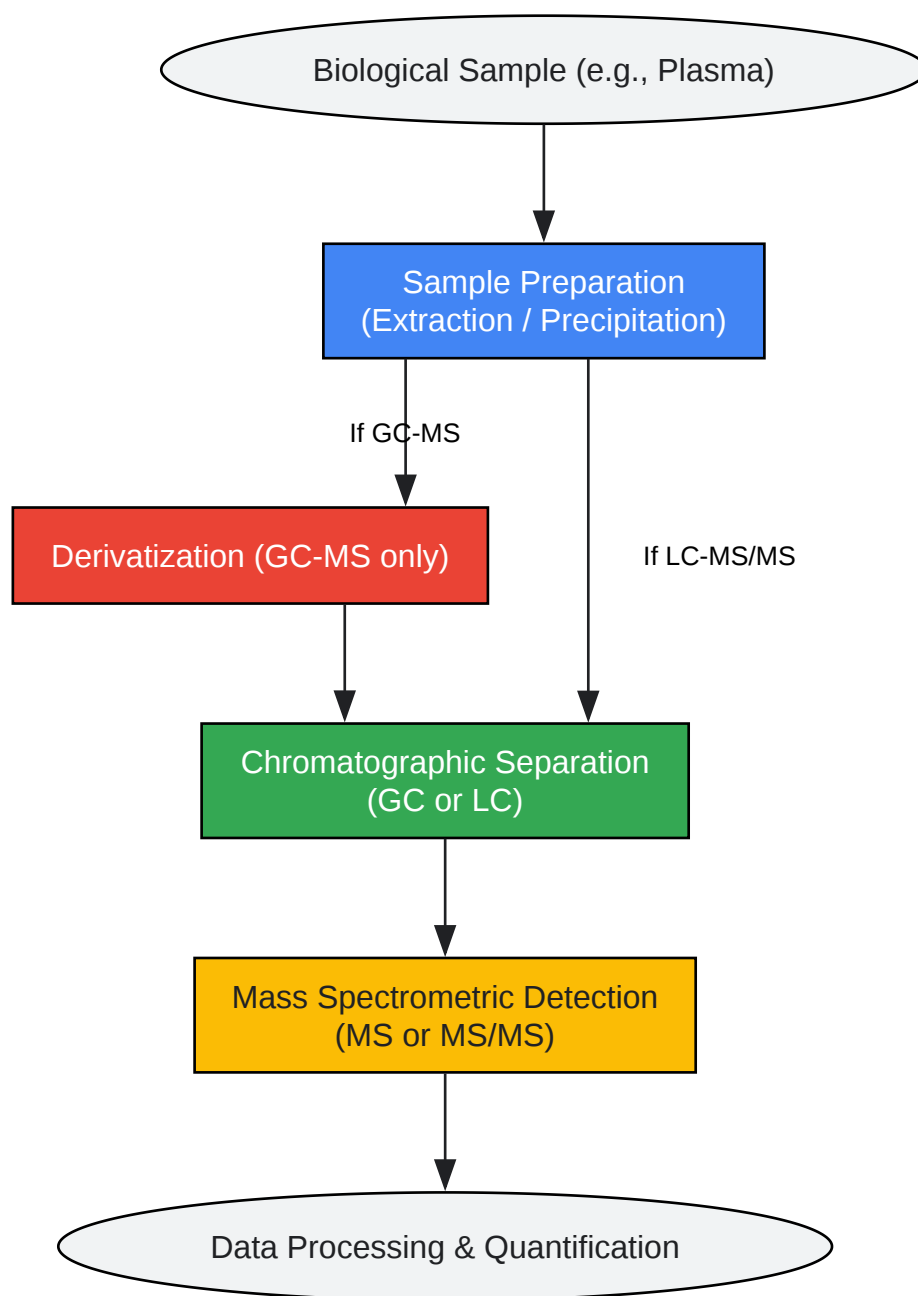 Biological Sample (e.g., Plasma)
Sample Preparation
(Extraction / Precipitation)
If GC-MS
Derivatization (GC-MS only)
If LC-MS/MS
Chromatographic Separation
(GC or LC)
Mass Spectrometric Detection
(MS or MS/MS)
Data Processing & Quantification